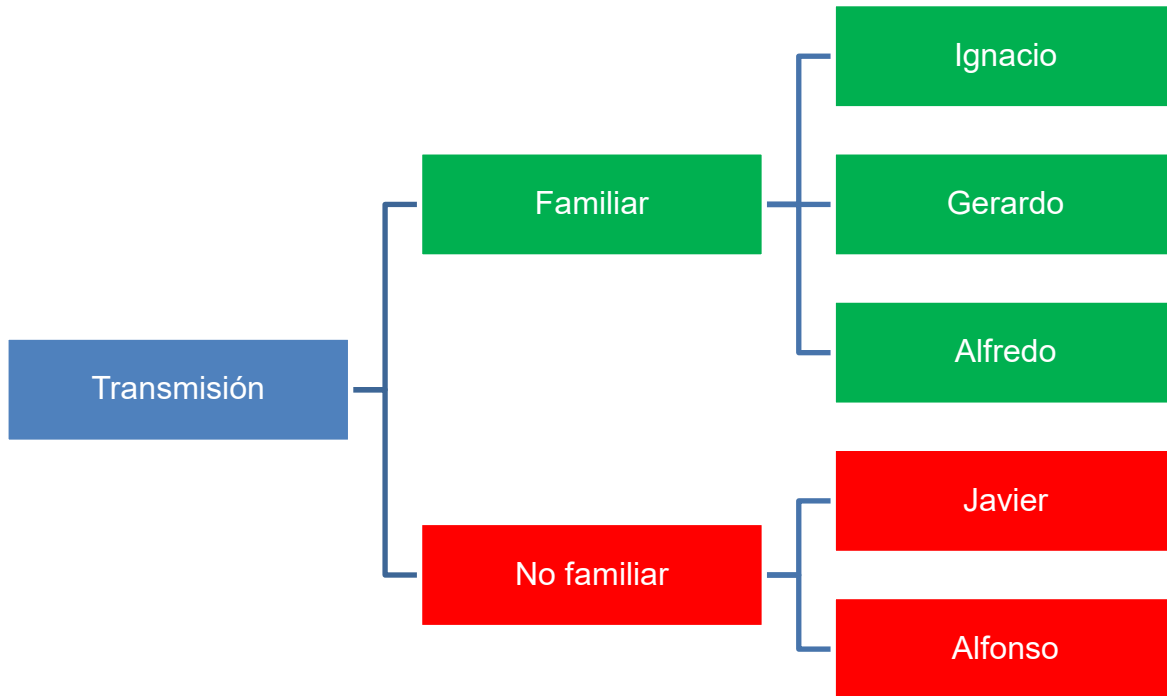 Transmisión
Familiar
Ignacio
Gerardo
Alfredo
No familiar
Javier
Alfonso